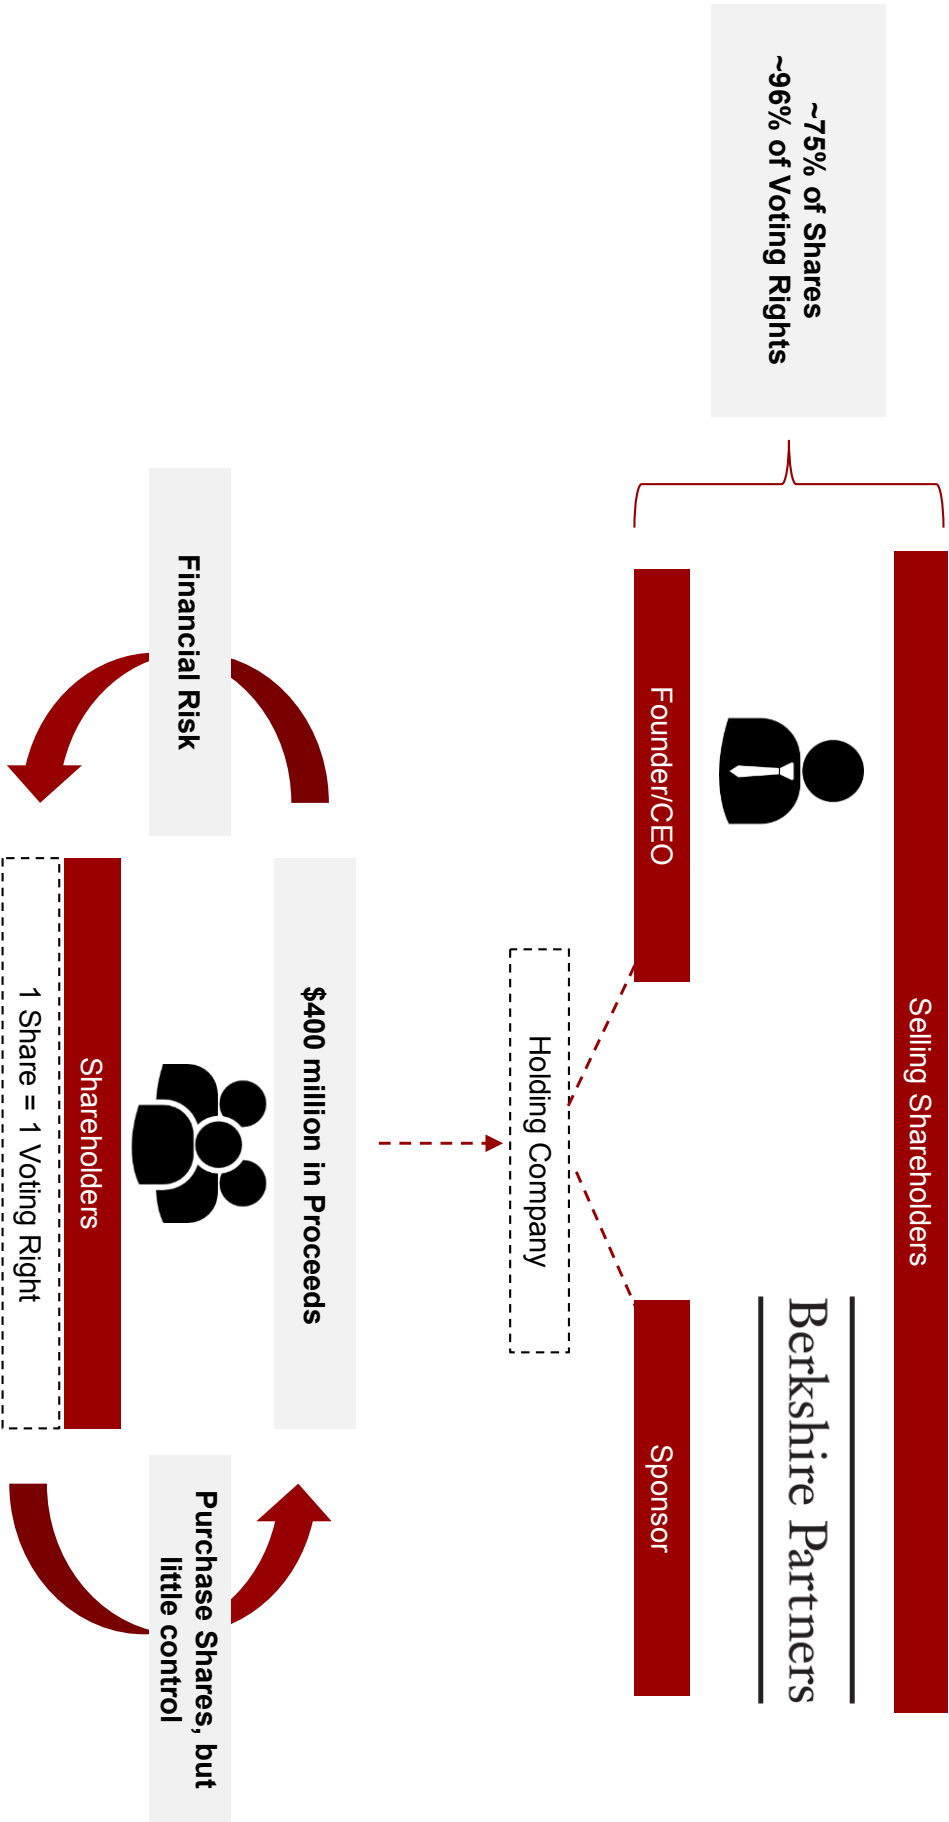 Selling Shareholders
Berkshire Partners
Founder/CEO
Sponsor
~75% of Shares
~96% of Voting Rights
Holding Company
$400 million in Proceeds
Financial Risk
Purchase Shares, but
little control
Shareholders
1 Share = 1 Voting Right